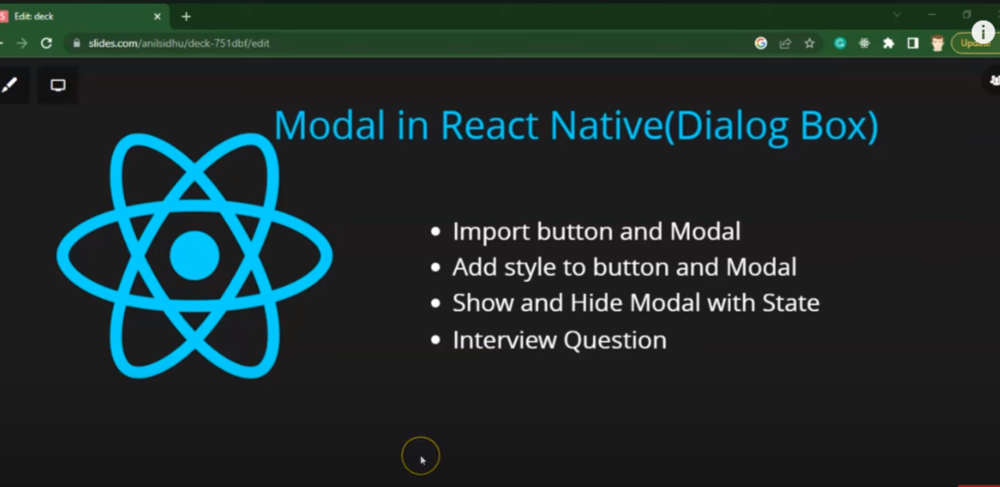 Edit: deck
slides.com/anilsidhu/deck-751dbf/edit
Update
Modal in React Native(Dialog Box)
Import button and Modal
Add style to button and Modal
Show and Hide Modal with State
Interview Question